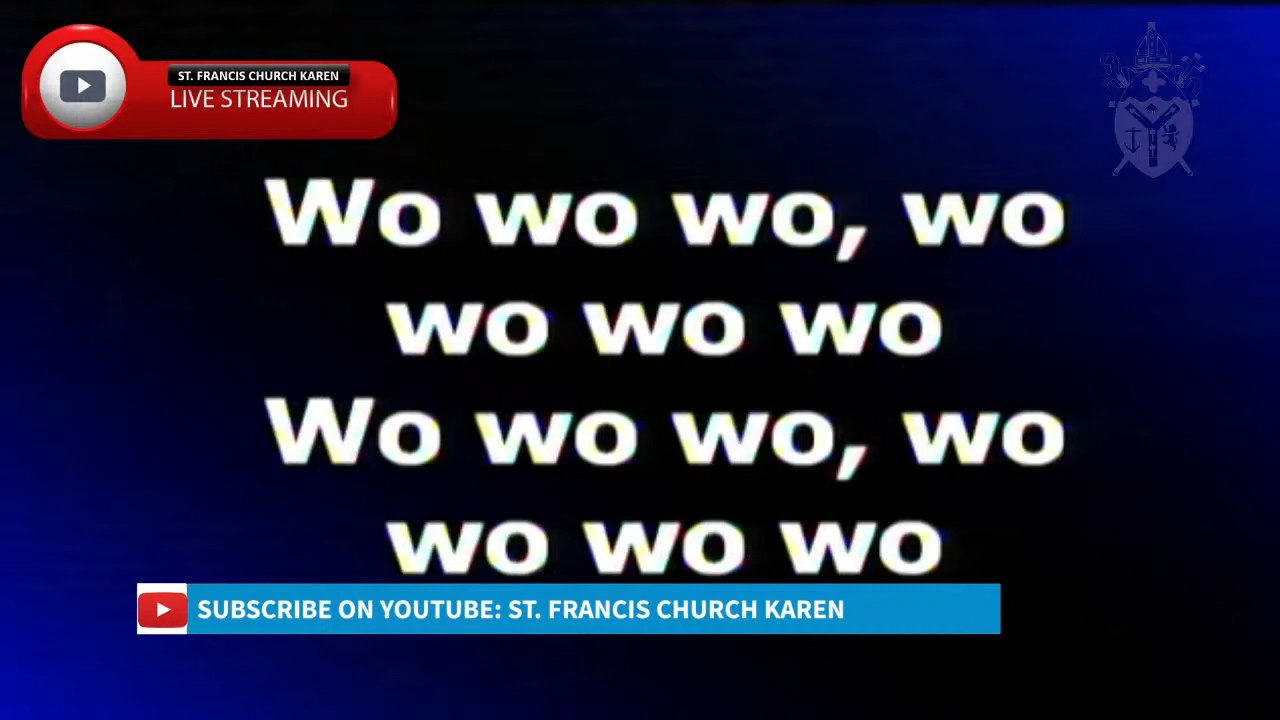 ST. FRANCIS CHURCH KAREN
LIVE STREAMING
Wo wo wo, wo
wo wo wo
Wo wo wo, wo
wo wo wo
SUBSCRIBE ON YOUTUBE: ST. FRANCIS CHURCH KAREN